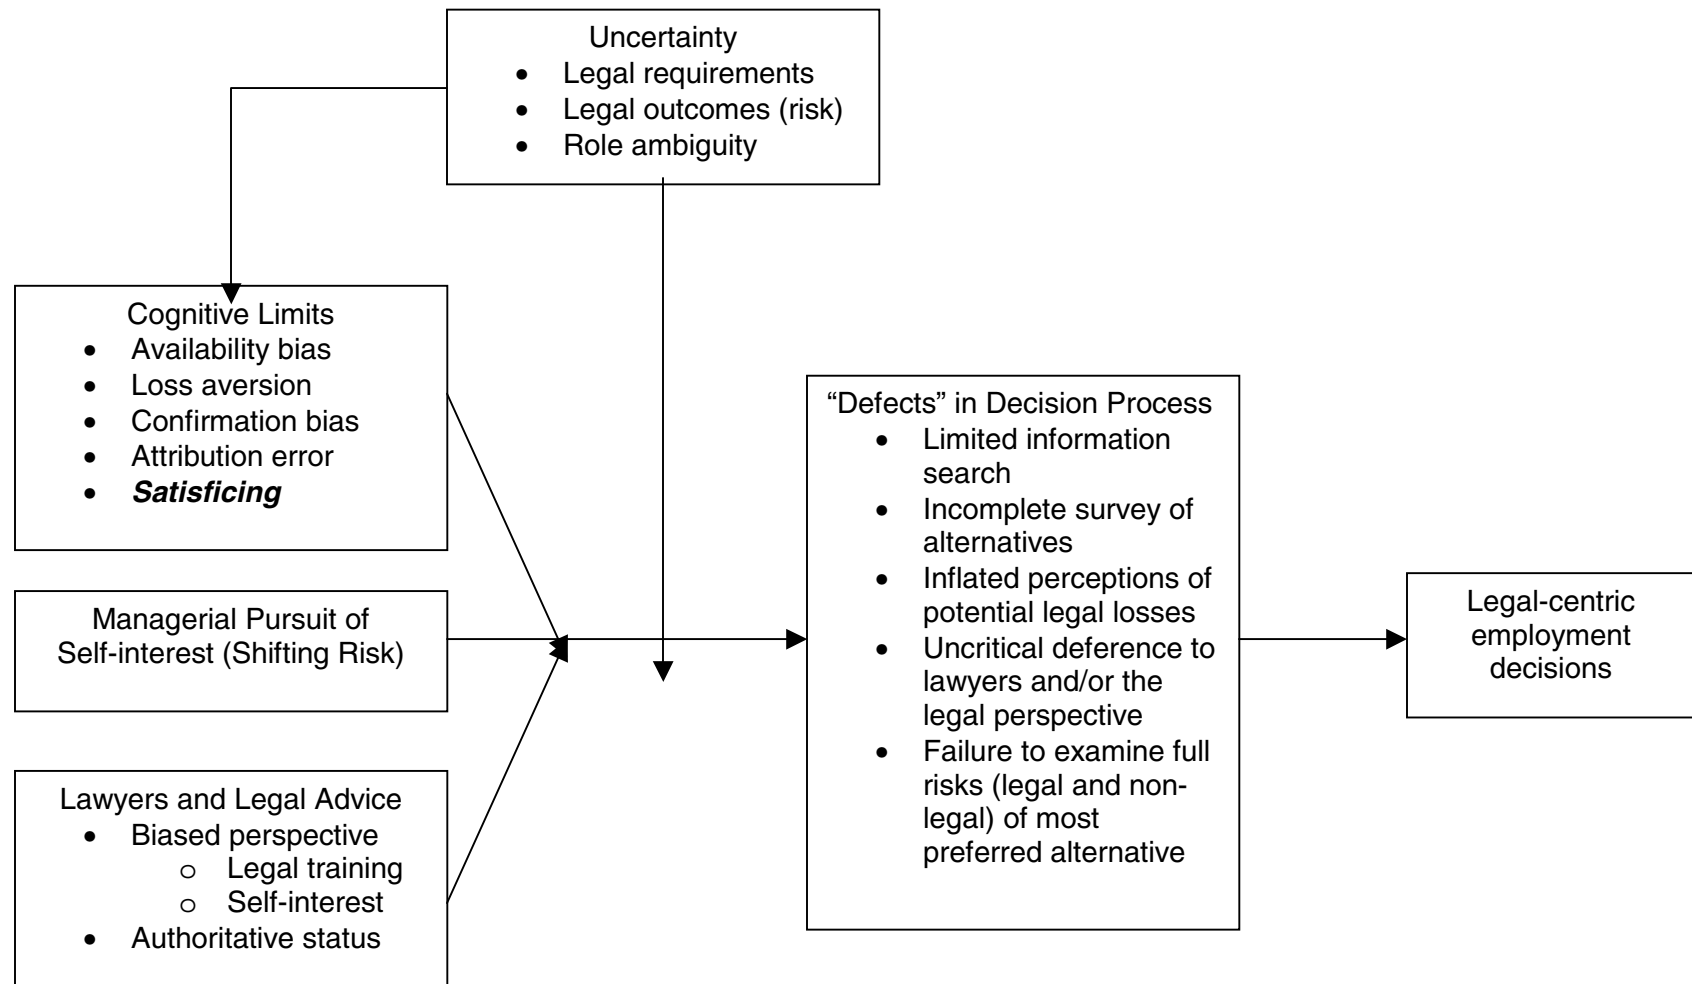 Uncertainty
• Legal requirements
• Legal outcomes (risk)
• Role ambiguity
Cognitive Limits
• Availability bias
• Loss aversion
• Confirmation bias
• Attribution error
• Satisficing
Managerial Pursuit of
Self-interest (Shifting Risk)
Lawyers and Legal Advice
• Biased perspective
o Legal training
o Self-interest
• Authoritative status
“Defects” in Decision Process
• Limited information
search
• Incomplete survey of
alternatives
• Inflated perceptions of
potential legal losses
• Uncritical deference to
lawyers and/or the
legal perspective
• Failure to examine full
risks (legal and non-
legal) of most
preferred alternative
Legal-centric
employment
decisions